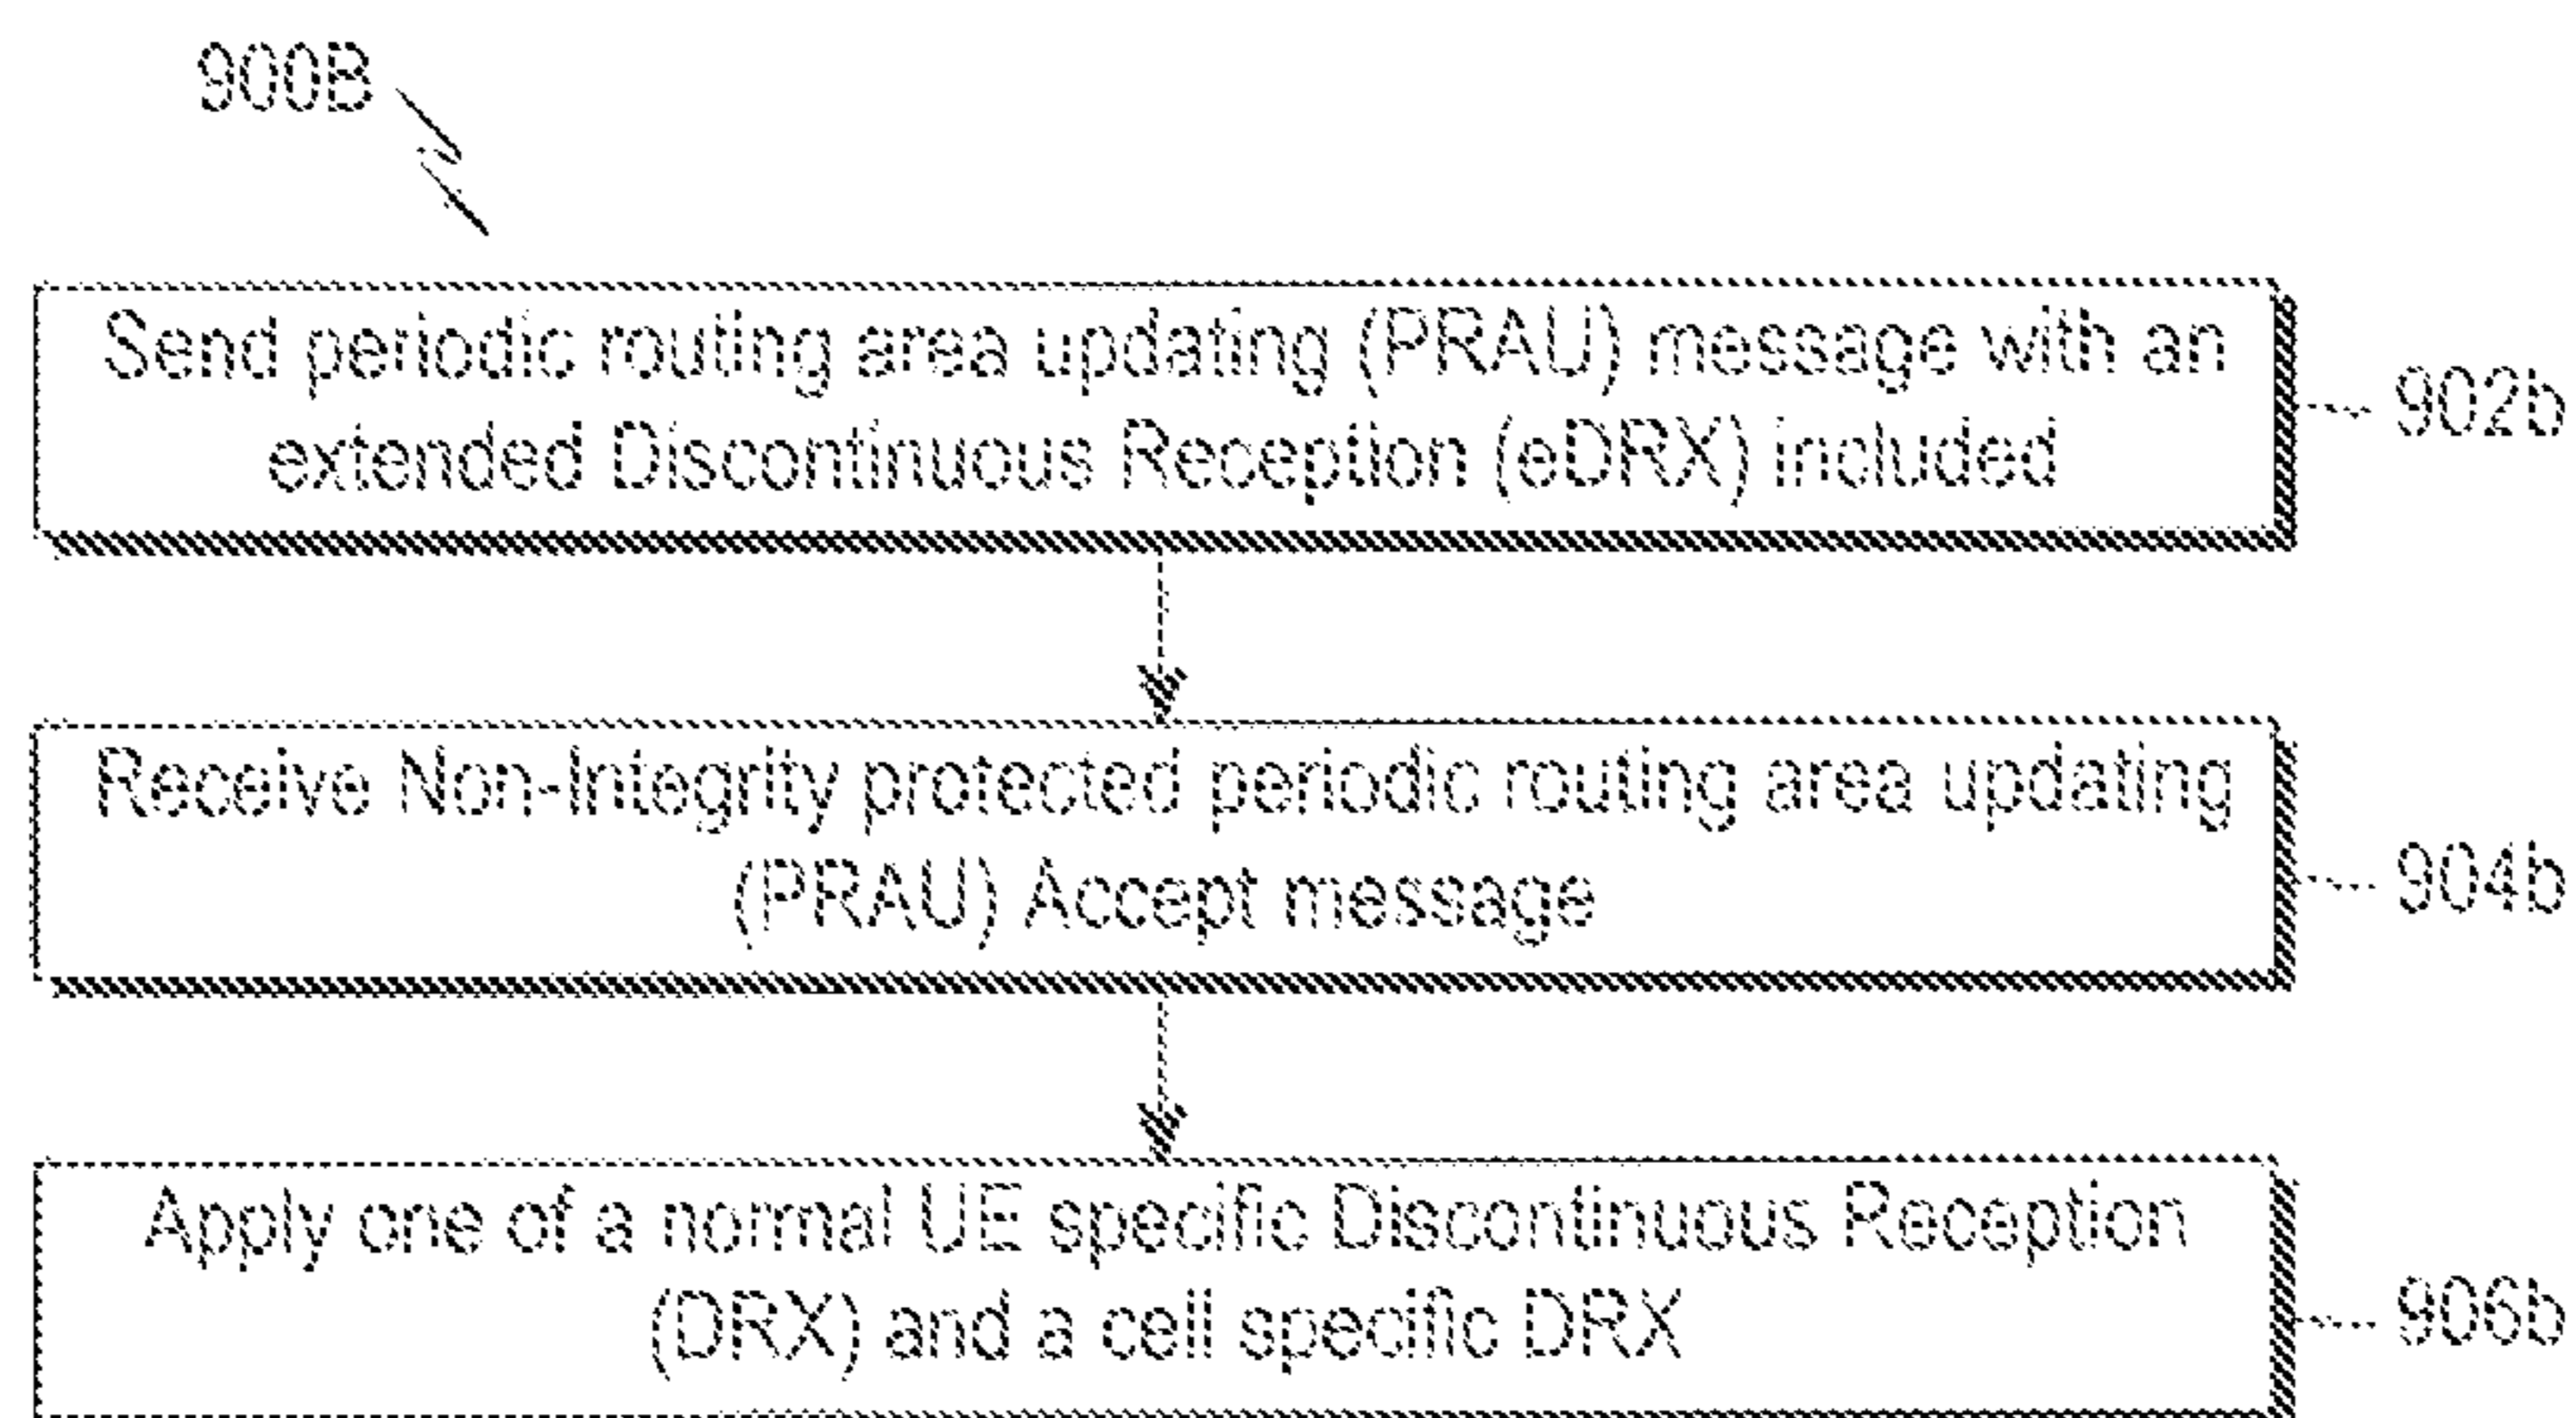 900B
Send periodic routing area updating (PRAU) message with an
extended Discontinuous Reception (eDRX) included
902b
Receive Non-Integrity protected periodic routing area updating
(PRAU) Accept message
904b
Apply one of a normal UE specific Discontinuous Reception
(DRX) and a cell specific DRX
906b